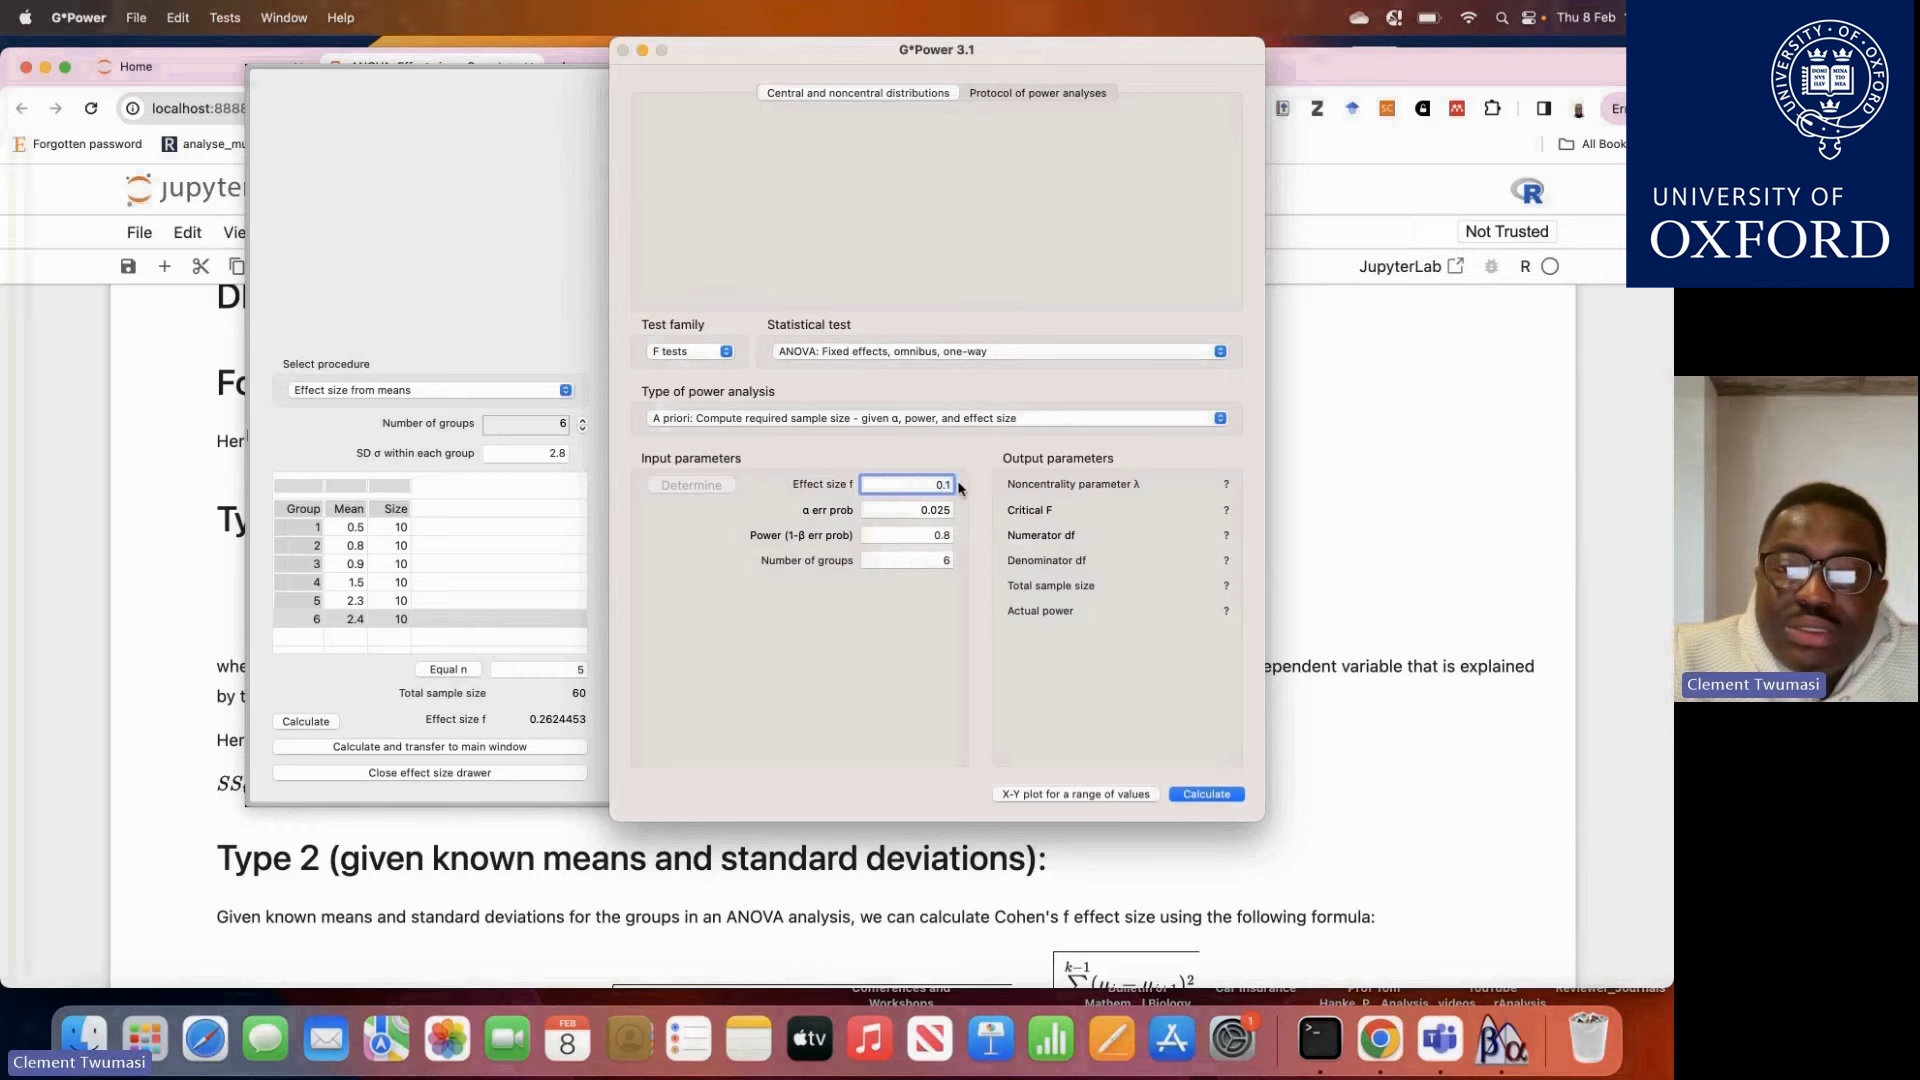 G*Power File Edit Tests Window Help
Thu 8 Feb
Home
localhost:8888
Forgotten password
analyse_mu
All Book
jupyte
File Edit Vie
Not Trusted
JupyterLab
R
Her
whe
by t
Her
ependent variable that is explained
Type 2 (given known means and standard deviations):
Given known means and standard deviations for the groups in an ANOVA analysis, we can calculate Cohen's f effect size using the following formula:
Select procedure
Effect size from means
Number of groups 6
SD σ within each group 2.8
Group Mean Size
1 0.5 10
2 0.8 10
3 0.9 10
4 1.5 10
5 2.3 10
6 2.4 10
Equal n 5
Total sample size 60
Calculate Effect size f 0.2624453
Calculate and transfer to main window
Close effect size drawer
G*Power 3.1
Central and noncentral distributions Protocol of power analyses
Test family Statistical test
F tests ANOVA: Fixed effects, omnibus, one-way
Type of power analysis
A priori: Compute required sample size - given α, power, and effect size
Input parameters
Determine Effect size f 0.1
α err prob 0.025
Power (1-β err prob) 0.8
Number of groups 6
Output parameters
Noncentrality parameter λ ?
Critical F ?
Numerator df ?
Denominator df ?
Total sample size ?
Actual power ?
X-Y plot for a range of values Calculate
UNIVERSITY OF
OXFORD
Clement Twumasi
Workshops
FEB
8
tv
1
Clement Twumasi